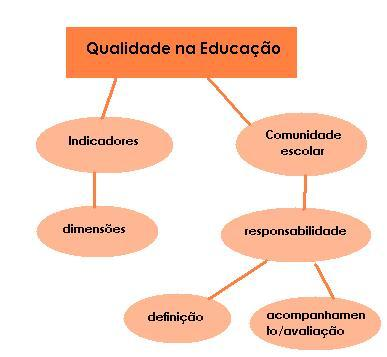 Qualidade na Educação
Indicadores
Comunidade
escolar
dimensões
responsabilidade
definição
acompanhamen
to/avaliação